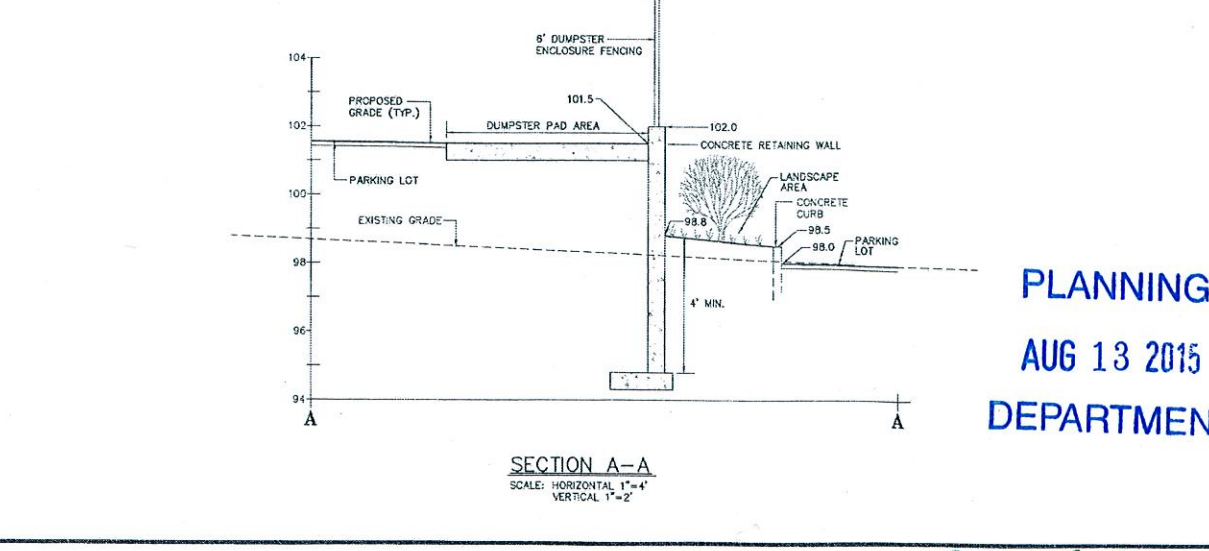 6' DUMPSTER
ENCLOSURE FENCING
104
PROPOSED
GRADE (TYP.)
101.5
102
DUMPSTER PAD AREA
102.0
CONCRETE RETAINING WALL
PARKING LOT
LANDSCAPE
AREA
100
CONCRETE
CURB
EXISTING GRADE
98.8
98.5
98.0
PARKING
LOT
98
4' MIN.
96
94
A
A
SECTION A-A
SCALE: HORIZONTAL 1"=4'
VERTICAL 1"=2'
PLANNING
AUG 13 2015
DEPARTMEN